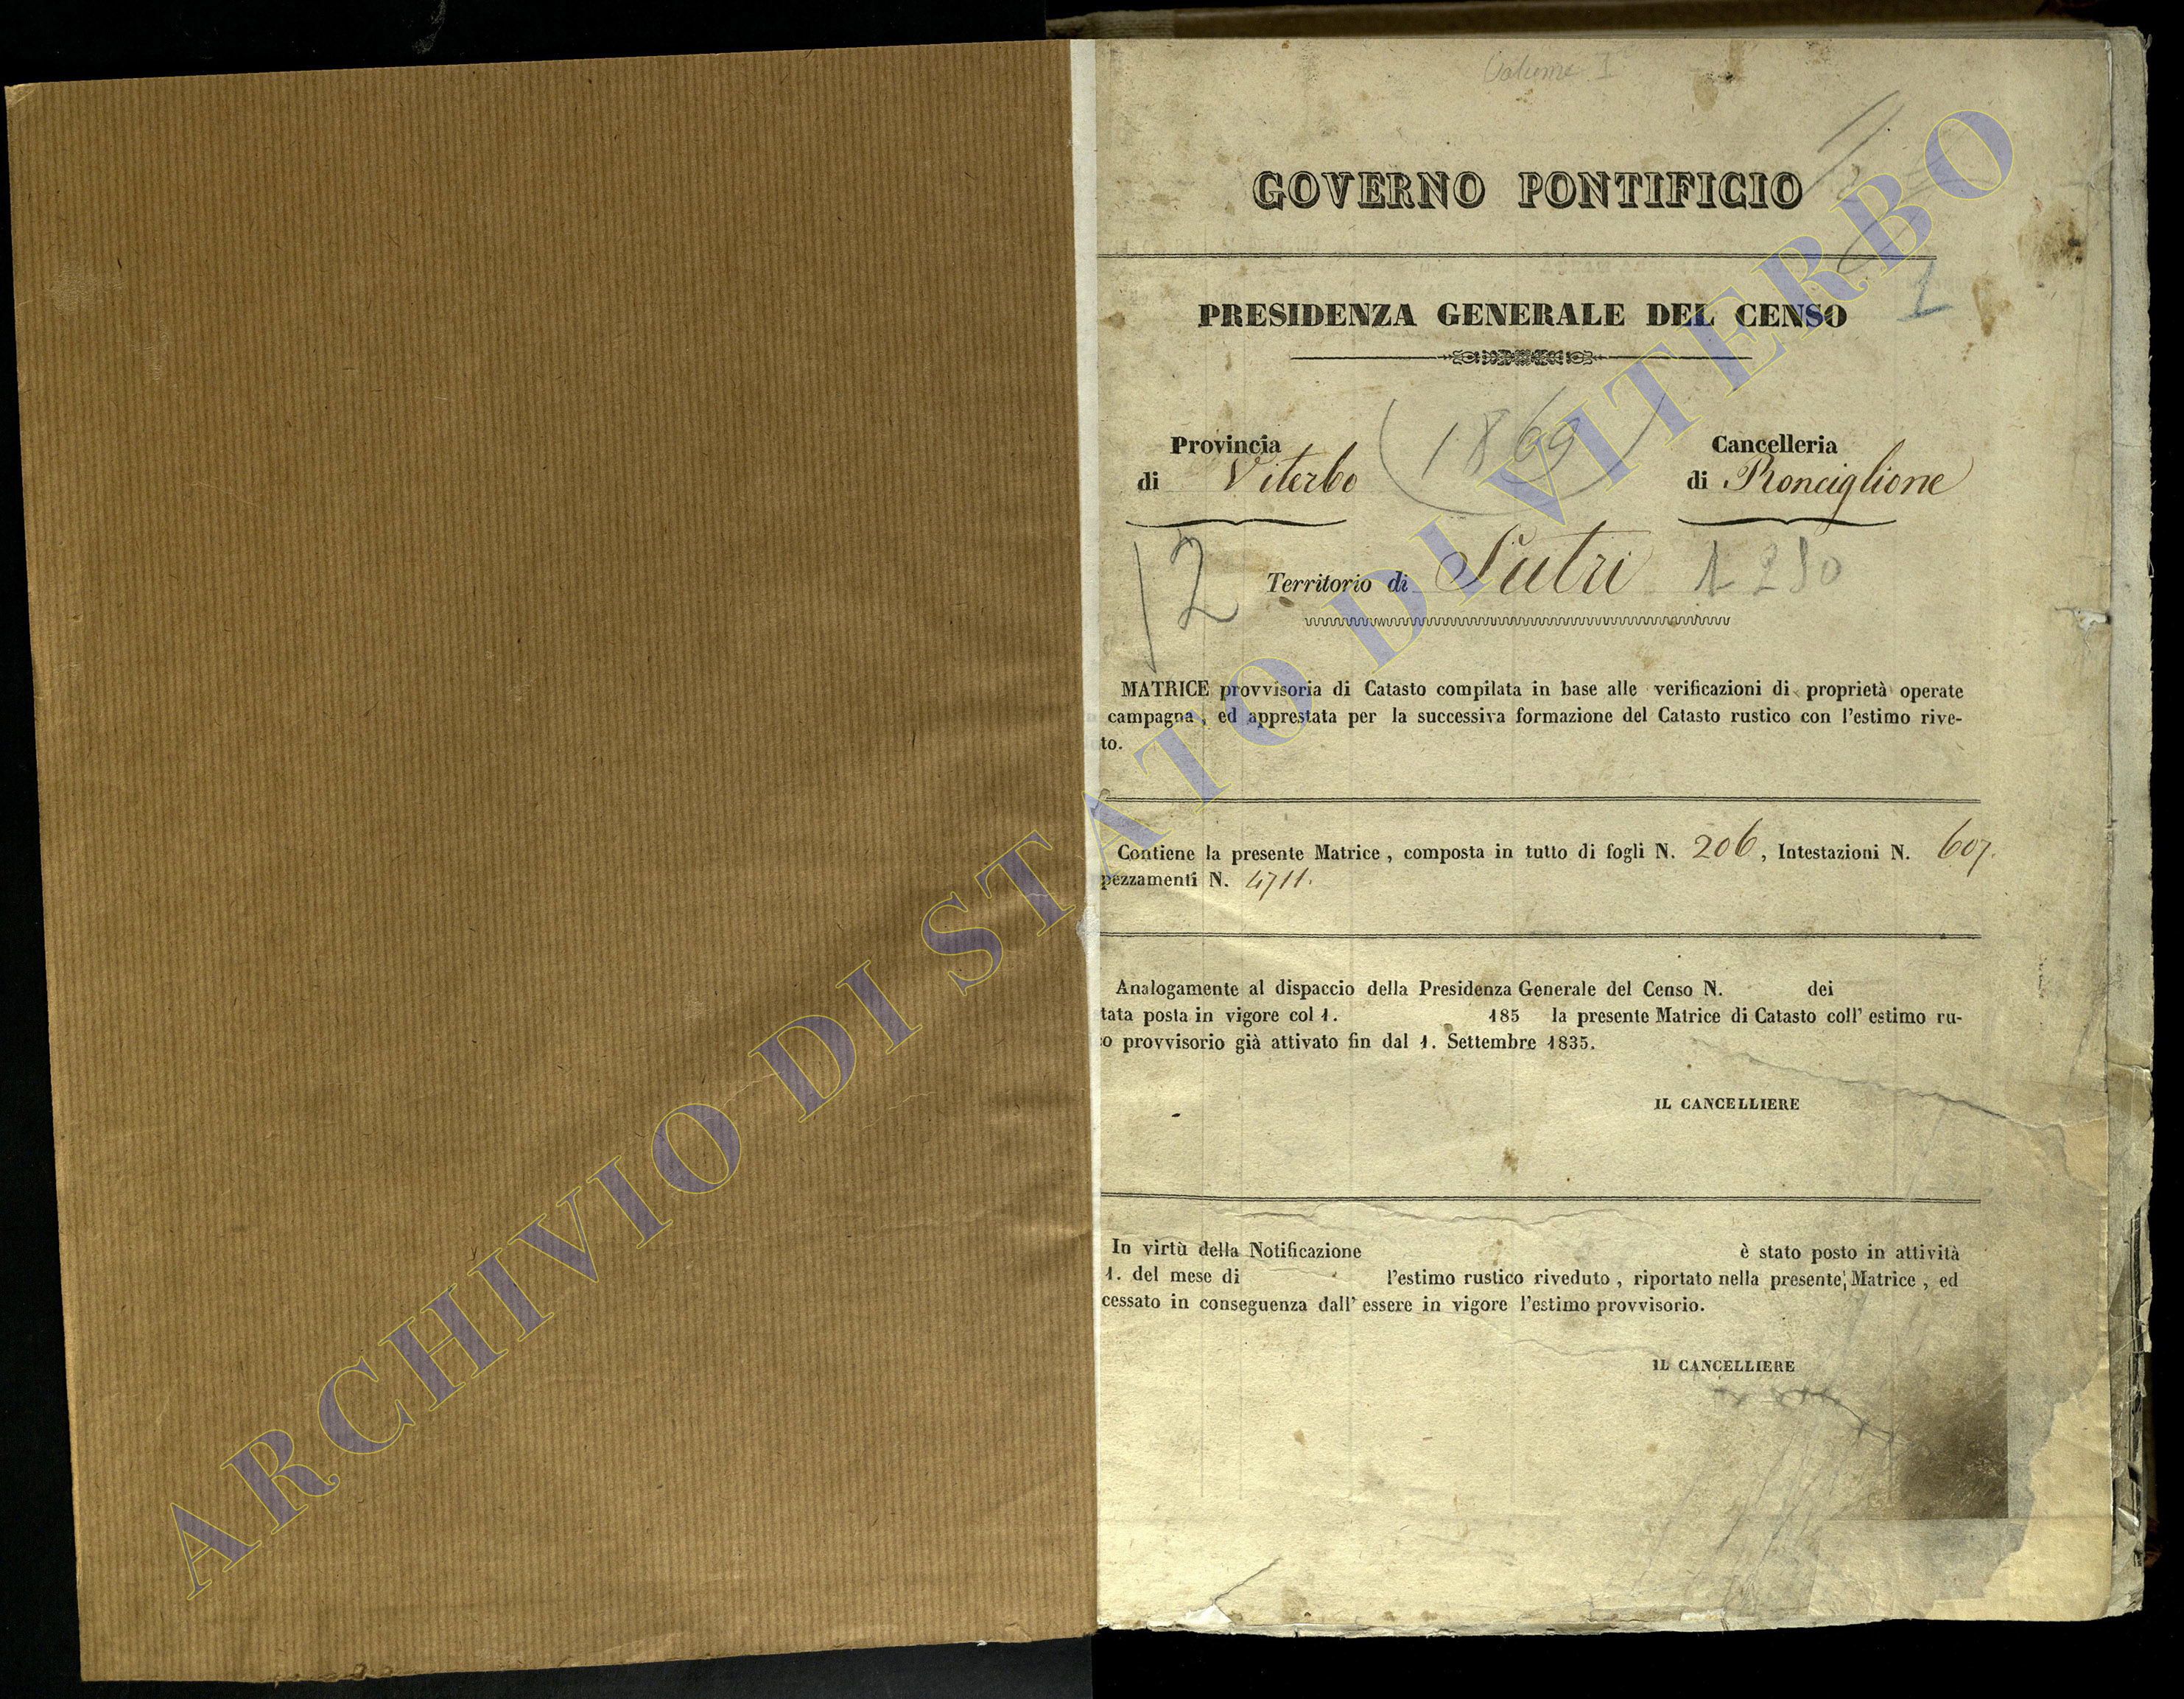 Volume I
GOVERNO PONTIFICIO
PRESIDENZA GENERALE DEL CENSO
1
Provincia
di Viterbo
(1869)
Cancelleria
di Ronciglione
12
Territorio di Sutri
MATRICE provvisoria di Catasto compilata in base alle verificazioni di proprietà operate
campagna, ed apprestata per la successiva formazione del Catasto rustico con l'estimo rive-
to.
Contiene la presente Matrice, composta in tutto di fogli N. 206, Intestazioni N. 607.
pezzamenti N. 4711.
Analogamente al dispaccio della Presidenza Generale del Censo N. dei
tata posta in vigore col 1. 185 la presente Matrice di Catasto coll' estimo ru-
o provvisorio già attivato fin dal 1. Settembre 1835.
IL CANCELLIERE
In virtù della Notificazione è stato posto in attività
1. del mese di l'estimo rustico riveduto, riportato nella presente Matrice, ed
cessato in conseguenza dall' essere in vigore l'estimo provvisorio.
IL CANCELLIERE
ARCHIVIO DI STATO DI VITERBO